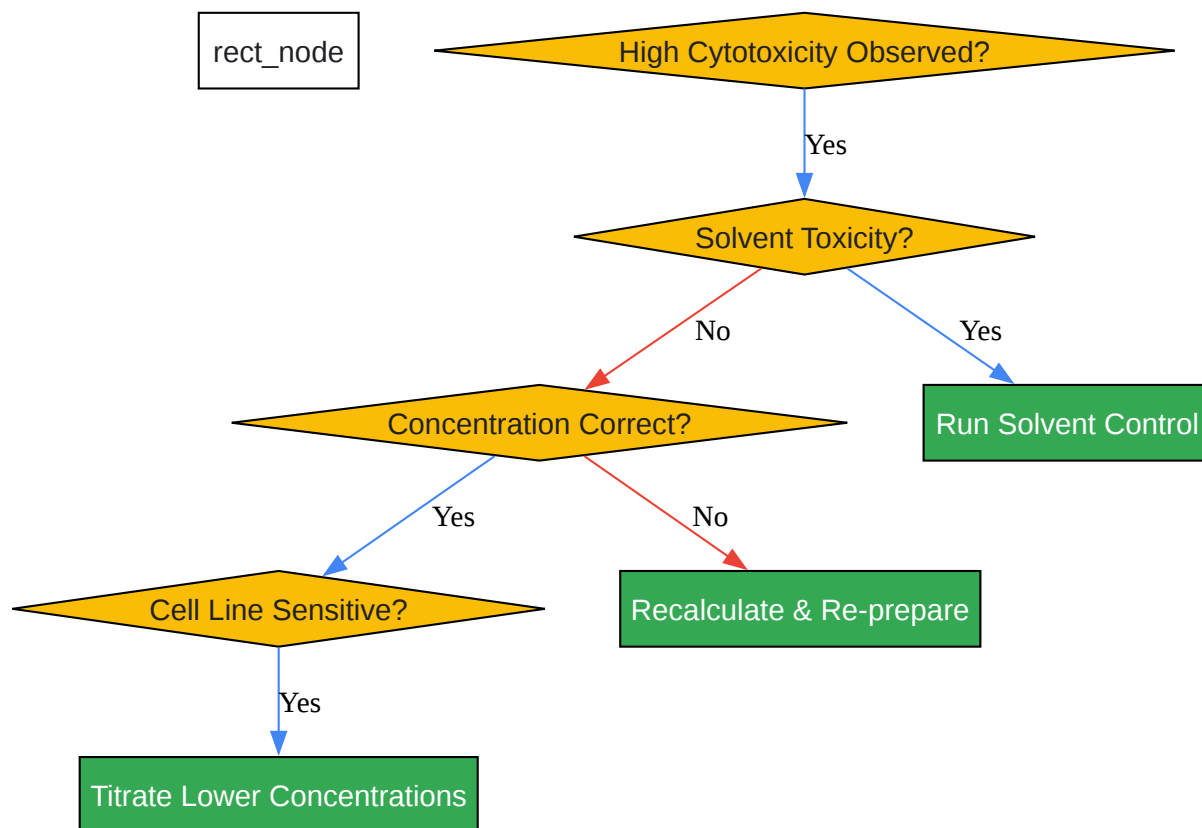 rect_node
High Cytotoxicity Observed?
Yes
Solvent Toxicity?
No
Yes
Concentration Correct?
Run Solvent Control
Yes
No
Cell Line Sensitive?
Recalculate & Re-prepare
Yes
Titrate Lower Concentrations